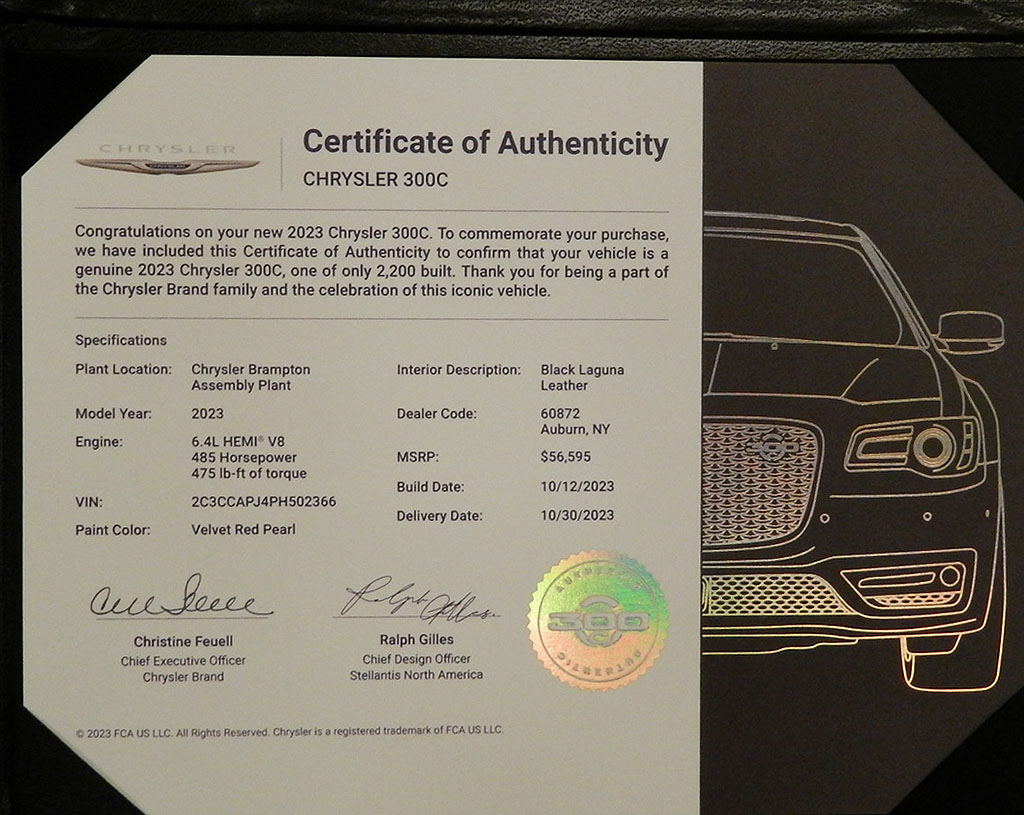 CHRYSLER
Certificate of Authenticity
CHRYSLER 300C
Congratulations on your new 2023 Chrysler 300C. To commemorate your purchase,
we have included this Certificate of Authenticity to confirm that your vehicle is a
genuine 2023 Chrysler 300C, one of only 2,200 built. Thank you for being a part of
the Chrysler Brand family and the celebration of this iconic vehicle.
Specifications
Plant Location: Chrysler Brampton
Assembly Plant
Model Year: 2023
Engine: 6.4L HEMI® V8
485 Horsepower
475 lb-ft of torque
VIN: 2C3CCAPJ4PH502366
Paint Color: Velvet Red Pearl
Interior Description: Black Laguna
Leather
Dealer Code: 60872
Auburn, NY
MSRP: $56,595
Build Date: 10/12/2023
Delivery Date: 10/30/2023
Christine Feuell
Chief Executive Officer
Chrysler Brand
Ralph Gilles
Chief Design Officer
Stellantis North America
300
C
300
© 2023 FCA US LLC. All Rights Reserved. Chrysler is a registered trademark of FCA US LLC.